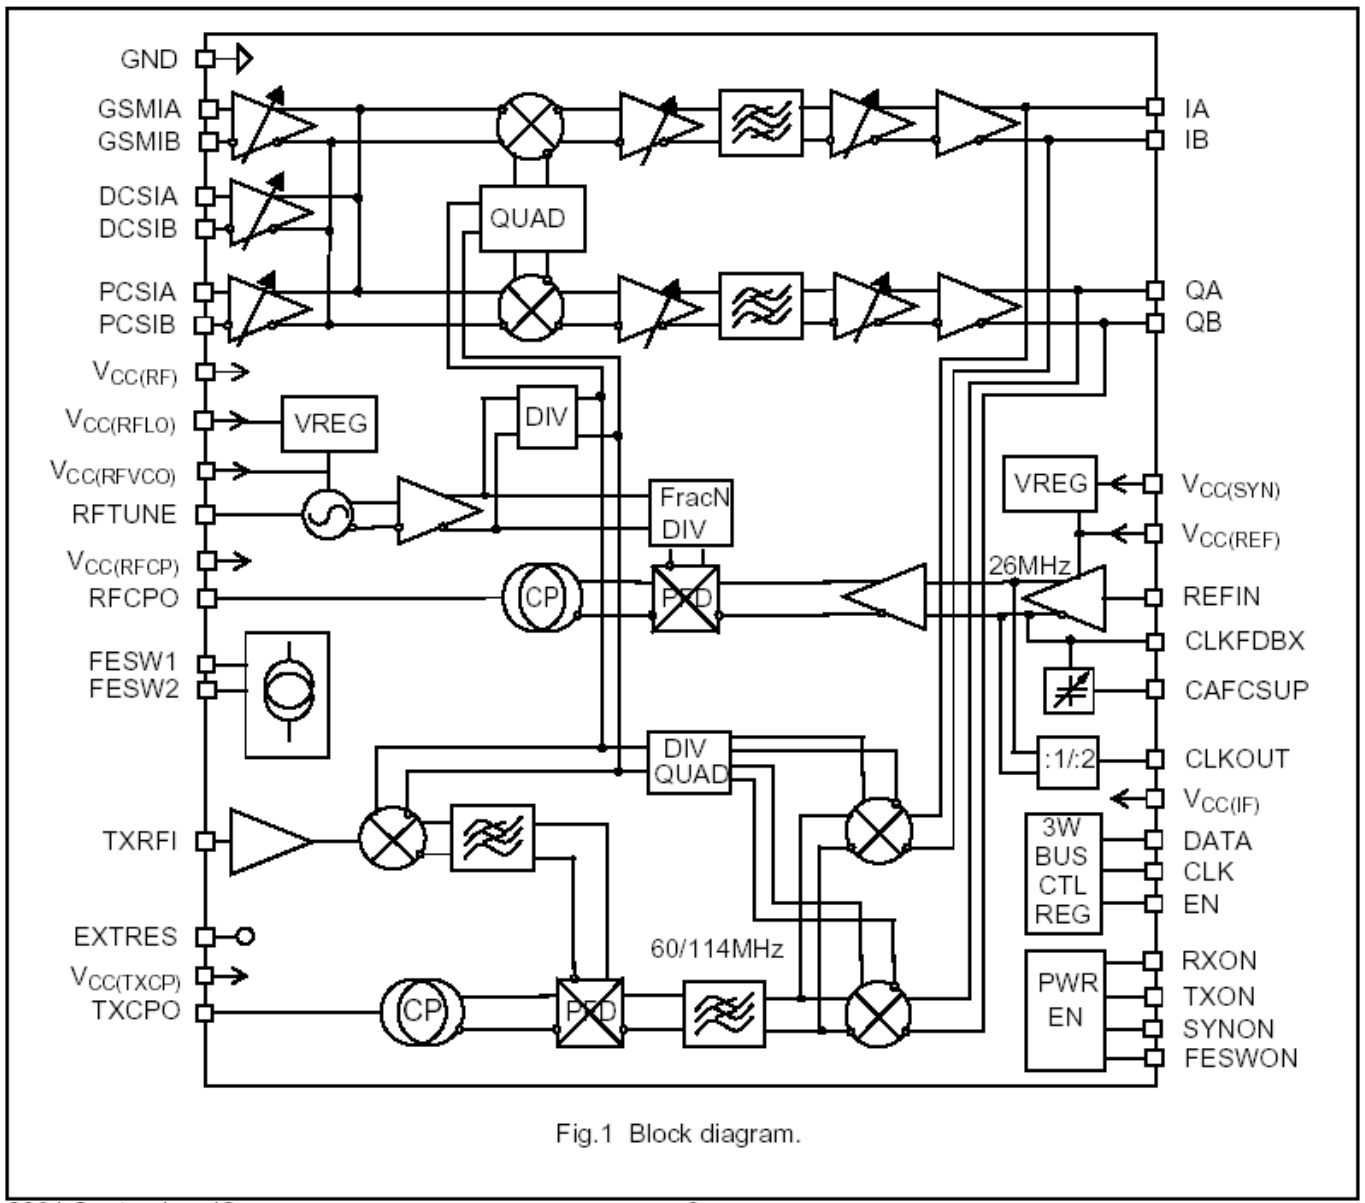 GND
GSMIA
GSMIB
DCSIA
DCSIB
PCSIA
PCSIB
VCC(RF)
VCC(RFLO)
VCC(RFVCO)
RFTUNE
VCC(RFCP)
RFCPO
FESW1
FESW2
TXRFI
EXTRES
VCC(TXCP)
TXCPO
QUAD
VREG
DIV
FracN
DIV
CP
PFD
DIV
QUAD
60/114MHz
CP
PFD
26MHz
VREG
:1/:2
3W
BUS
CTL
REG
PWR
EN
IA
IB
QA
QB
VCC(SYN)
VCC(REF)
REFIN
CLKFDBX
CAFCSUP
CLKOUT
VCC(IF)
DATA
CLK
EN
RXON
TXON
SYNON
FESWON
Fig.1 Block diagram.